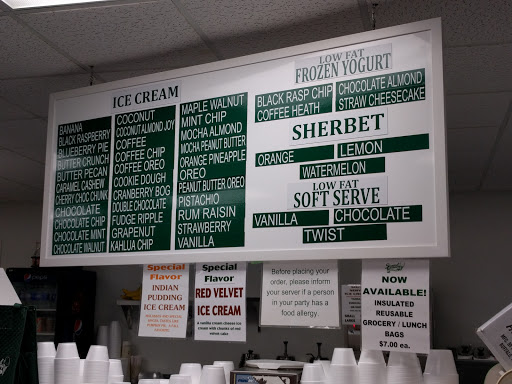 ICE CREAM
BANANA
BLACK RASPBERRY
BLUEBERRY PIE
BUTTER CRUNCH
BUTTER PECAN
CARAMEL CASHEW
CHERRY CHOC CHUNK
CHOCOLATE
CHOCOLATE CHIP
CHOCOLATE MINT
CHOCOLATE WALNUT
COCONUT
COCONUT ALMOND JOY
COFFEE
COFFEE CHIP
COFFEE OREO
COOKIE DOUGH
CRANBERRY BOG
DOUBLE CHOCOLATE
FUDGE RIPPLE
GRAPENUT
KAHLUA CHIP
MAPLE WALNUT
MINT CHIP
MOCHA ALMOND
MOCHA PEANUT BUTTER
ORANGE PINEAPPLE
OREO
PEANUT BUTTER OREO
PISTACHIO
RUM RAISIN
STRAWBERRY
VANILLA
LOW FAT
FROZEN YOGURT
BLACK RASP CHIP
COFFEE HEATH
CHOCOLATE ALMOND
STRAW CHEESECAKE
SHERBET
ORANGE
LEMON
WATERMELON
LOW FAT
SOFT SERVE
VANILLA
CHOCOLATE
TWIST
Special
Flavor
INDIAN
PUDDING
ICE CREAM
Special
Flavor
RED VELVET
ICE CREAM
Before placing your
order, please inform
your server if a person
in your party has a
food allergy.
NOW
AVAILABLE!
INSULATED
REUSABLE
GROCERY / LUNCH
BAGS
$7.00 ea.